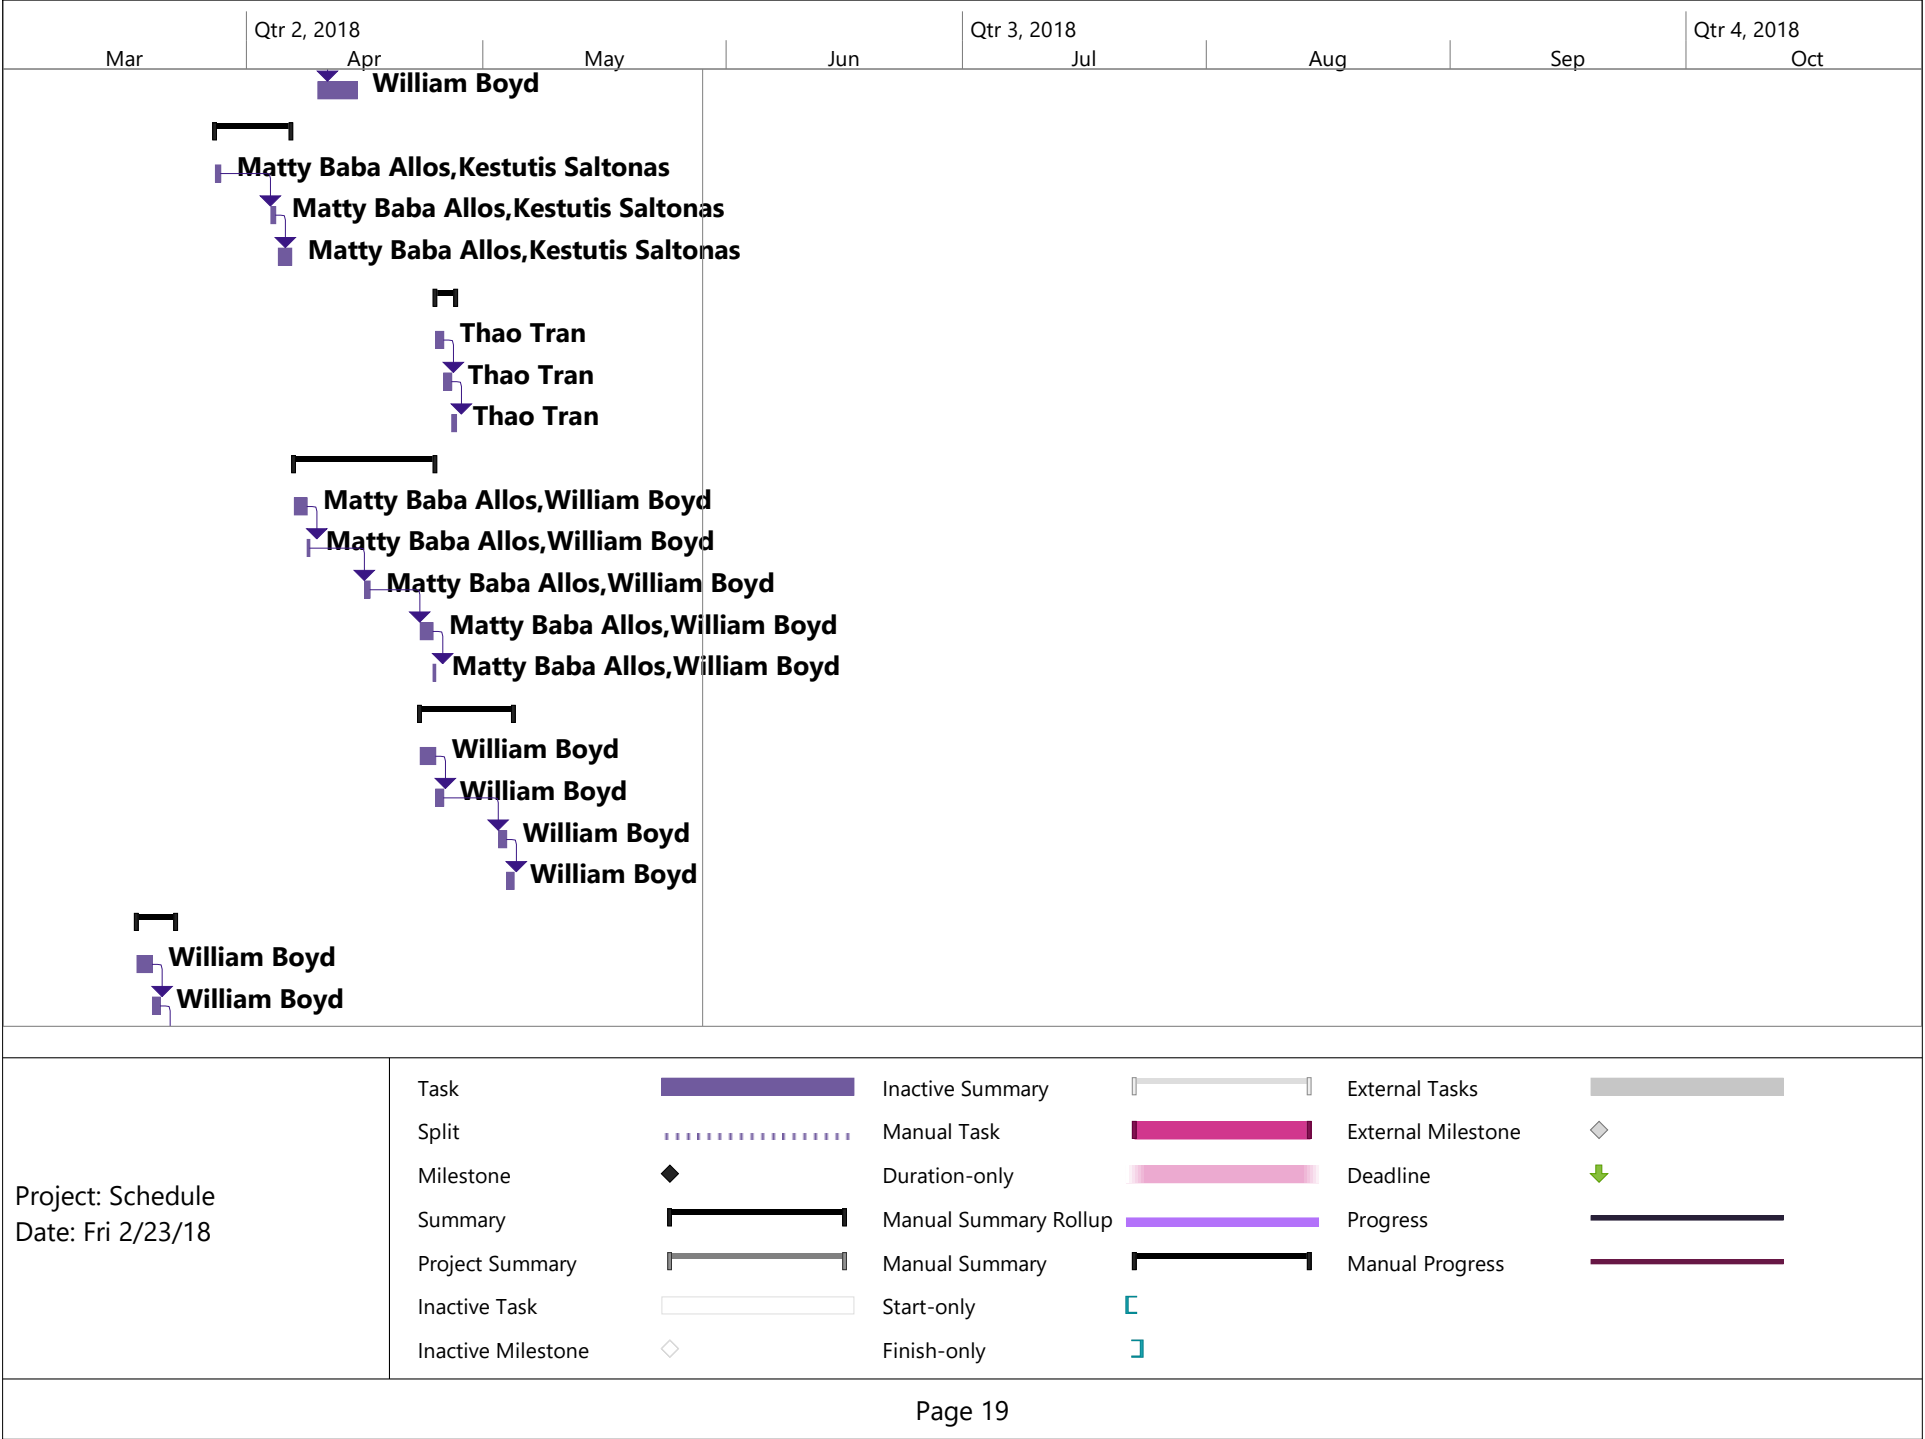 Qtr 2, 2018 Qtr 3, 2018 Qtr 4, 2018
Mar Apr May Jun Jul Aug Sep Oct
William Boyd
Matty Baba Allos,Kestutis Saltonas
Matty Baba Allos,Kestutis Saltonas
Matty Baba Allos,Kestutis Saltonas
Thao Tran
Thao Tran
Thao Tran
Matty Baba Allos,William Boyd
Matty Baba Allos,William Boyd
Matty Baba Allos,William Boyd
Matty Baba Allos,William Boyd
Matty Baba Allos,William Boyd
William Boyd
William Boyd
William Boyd
William Boyd
William Boyd
William Boyd
Project: Schedule
Date: Fri 2/23/18
Task
Split
Milestone
Summary
Project Summary
Inactive Task
Inactive Milestone
Inactive Summary
Manual Task
Duration-only
Manual Summary Rollup
Manual Summary
Start-only
Finish-only
External Tasks
External Milestone
Deadline
Progress
Manual Progress
Page 19